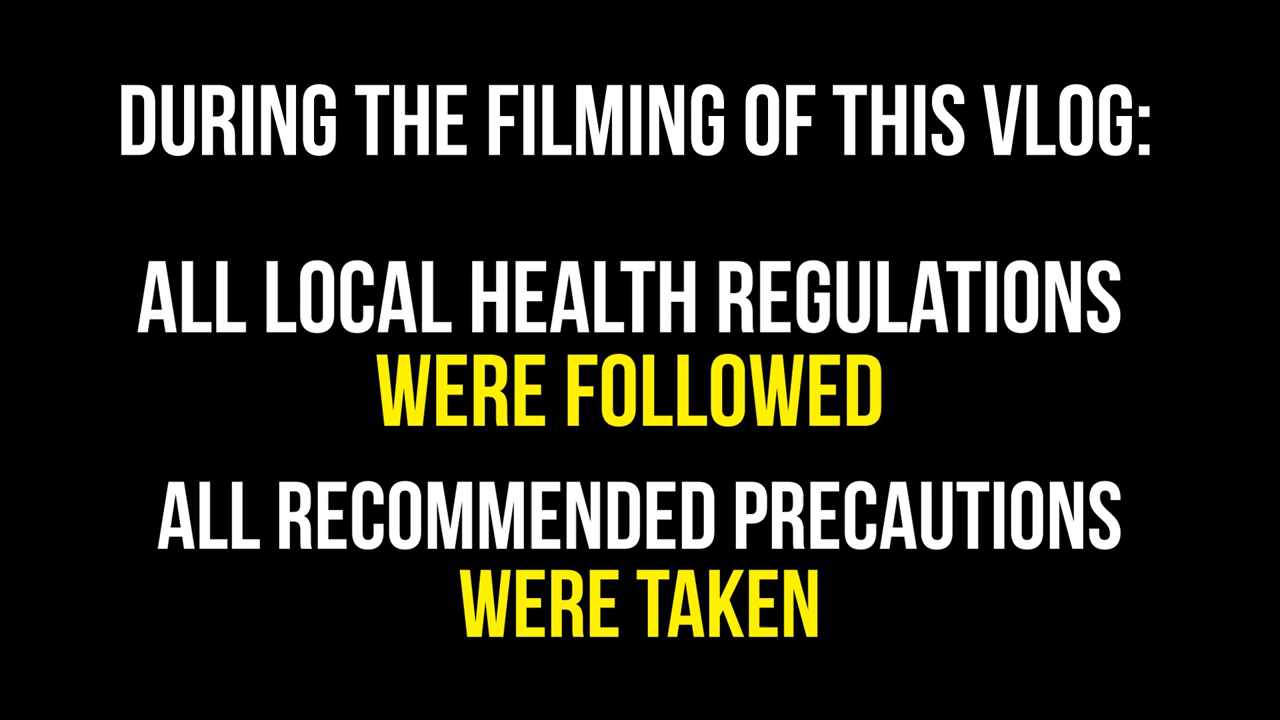 DURING THE FILMING OF THIS VLOG:
ALL LOCAL HEALTH REGULATIONS
WERE FOLLOWED
ALL RECOMMENDED PRECAUTIONS
WERE TAKEN